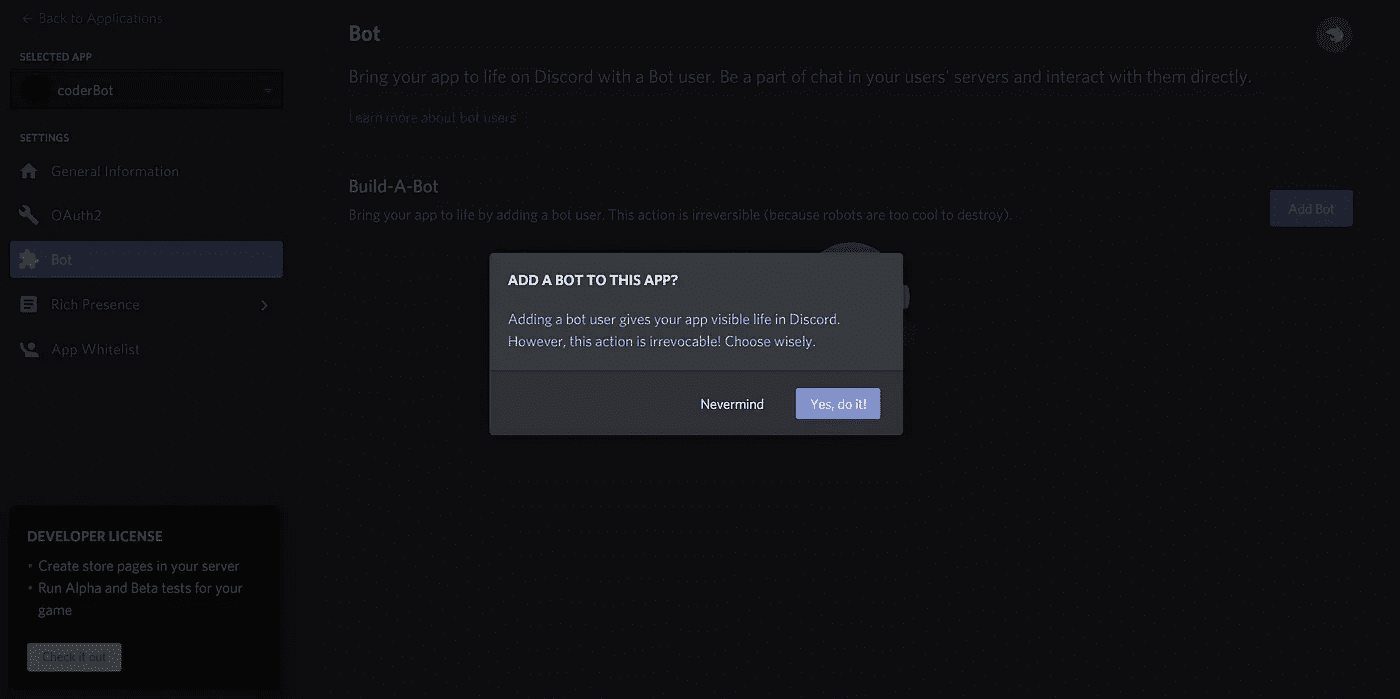 ← Back to Applications
SELECTED APP
coderBot
SETTINGS
General Information
OAuth2
Bot
Rich Presence
App Whitelist
DEVELOPER LICENSE
• Create store pages in your server
• Run Alpha and Beta tests for your
game
Check it out
Bot
Bring your app to life on Discord with a Bot user. Be a part of chat in your users' servers and interact with them directly.
Learn more about bot users
Build-A-Bot
Bring your app to life by adding a bot user. This action is irreversible (because robots are too cool to destroy).
Add Bot
ADD A BOT TO THIS APP?
Adding a bot user gives your app visible life in Discord.
However, this action is irrevocable! Choose wisely.
Nevermind
Yes, do it!